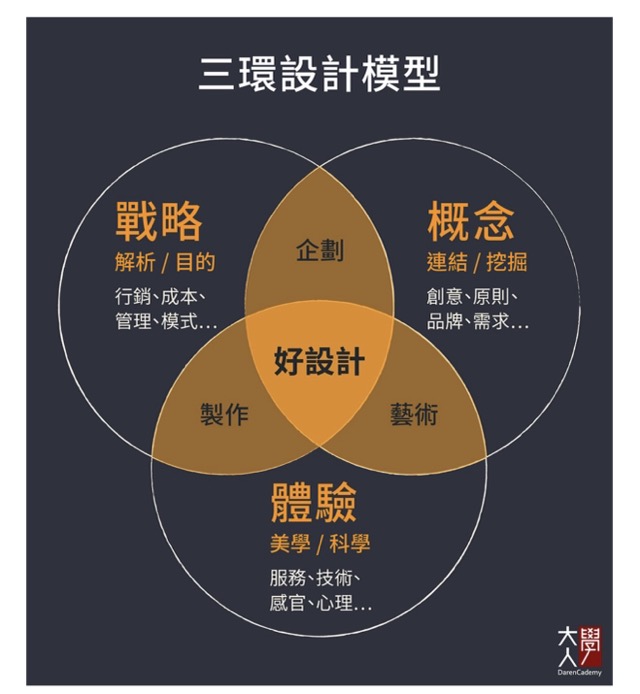 三環設計模型
戰略
解析 / 目的
行銷、成本、
管理、模式...
企劃
概念
連結 / 挖掘
創意、原則、
品牌、需求...
好設計
製作
藝術
體驗
美學 / 科學
服務、技術、
感官、心理...
大學
人
DarenCademy